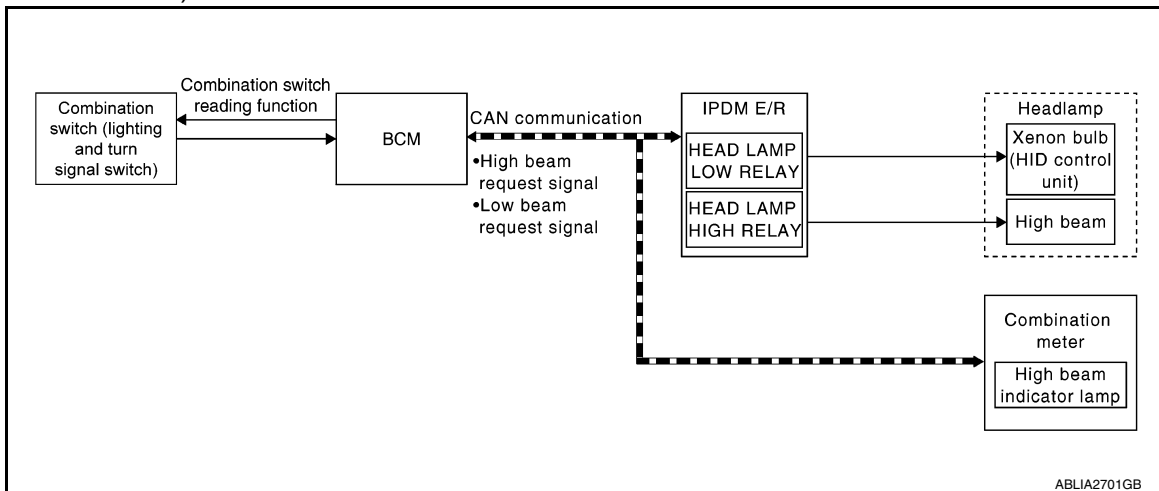 Combination switch
reading function
Combination
switch (lighting
and turn
signal switch)
BCM
CAN communication
•High beam
request signal
•Low beam
request signal
IPDM E/R
HEAD LAMP
LOW RELAY
HEAD LAMP
HIGH RELAY
Headlamp
Xenon bulb
(HID control
unit)
High beam
Combination
meter
High beam
indicator lamp
ABLIA2701GB